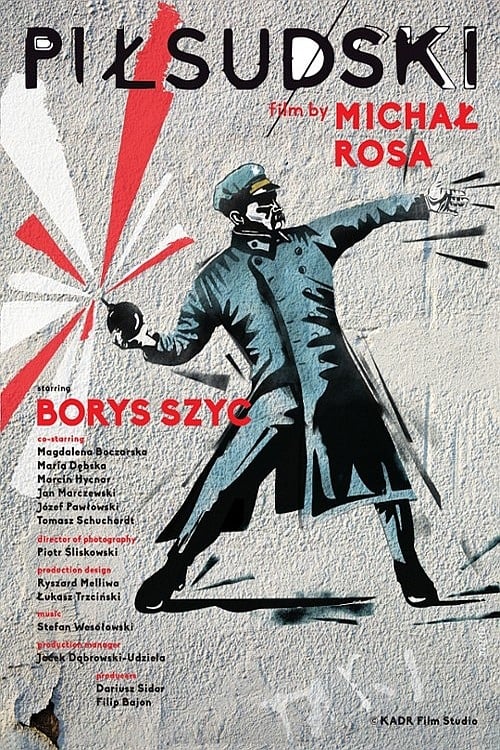 PIŁSUDSKI
film by MICHAŁ
ROSA
starring
BORYS SZYC
co-starring
Magdalena Boczarska
Maria Dębska
Marcin Hycnar
Jan Marczewski
Józef Pawłowski
Tomasz Schuchardt
director of photography
Piotr Śliskowski
production design
Ryszard Melliwa
Łukasz Trzciński
music
Stefan Wesołowski
production manager
Jacek Dąbrowski-Udziela
producers
Dariusz Sidor
Filip Bajon
© KADR Film Studio